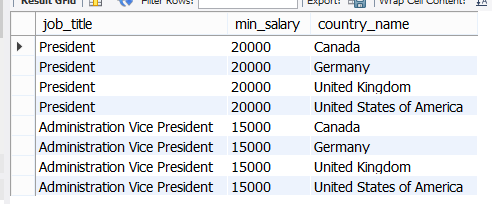 Result Grid Filter Rows: Export: Wrap Cell Content:
job_title min_salary country_name
President 20000 Canada
President 20000 Germany
President 20000 United Kingdom
President 20000 United States of America
Administration Vice President 15000 Canada
Administration Vice President 15000 Germany
Administration Vice President 15000 United Kingdom
Administration Vice President 15000 United States of America